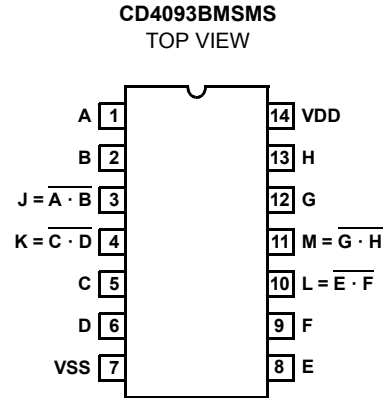 CD4093BMSMS
TOP VIEW
A 1
14 VDD
B 2
13 H
J = A · B 3
12 G
K = C · D 4
11 M = G · H
C 5
10 L = E · F
D 6
9 F
VSS 7
8 E